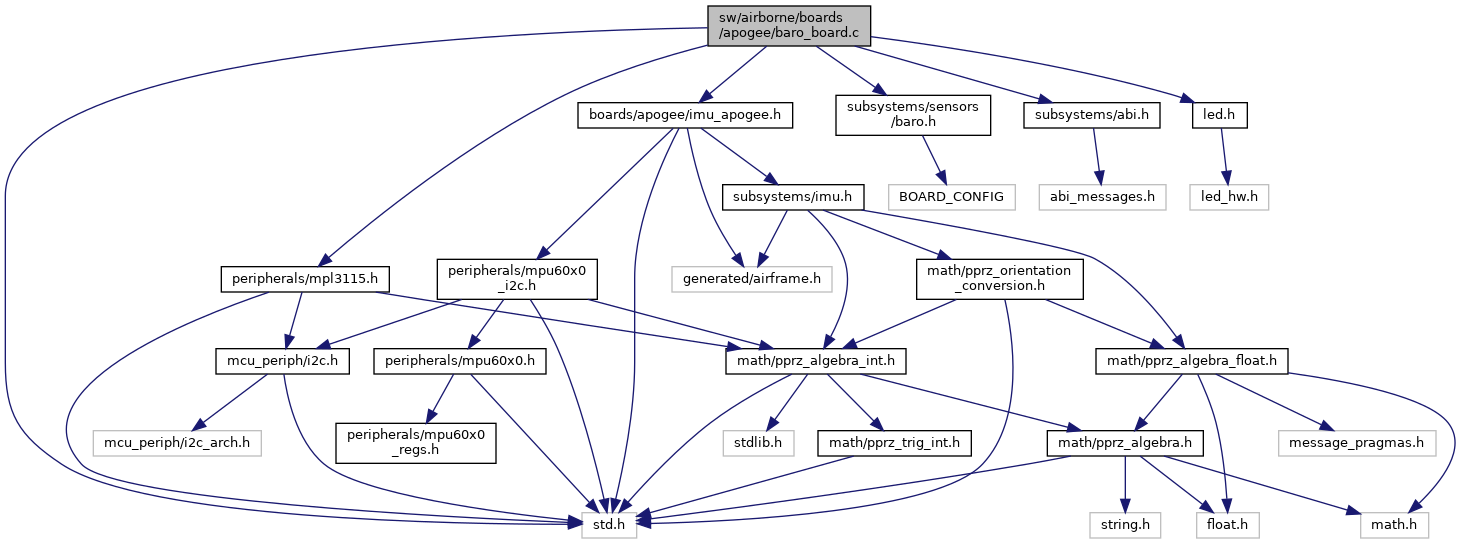 sw/airborne/boards
/apogee/baro_board.c
boards/apogee/imu_apogee.h
subsystems/sensors
/baro.h
subsystems/abi.h
led.h
subsystems/imu.h
BOARD_CONFIG
abi_messages.h
led_hw.h
peripherals/mpl3115.h
peripherals/mpu60x0
_i2c.h
generated/airframe.h
math/pprz_orientation
_conversion.h
mcu_periph/i2c.h
peripherals/mpu60x0.h
math/pprz_algebra_int.h
math/pprz_algebra_float.h
mcu_periph/i2c_arch.h
peripherals/mpu60x0
_regs.h
stdlib.h
math/pprz_trig_int.h
math/pprz_algebra.h
message_pragmas.h
std.h
string.h
float.h
math.h